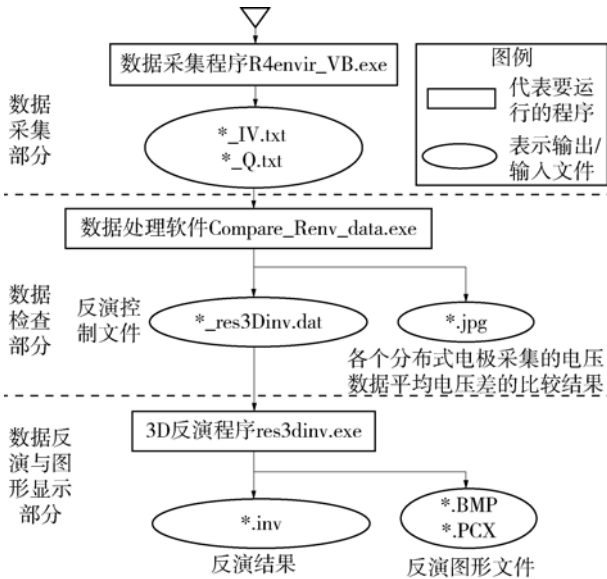 数据采集程序R4envir_VB.exe
图例
代表要运
行的程序
表示输出/
输入文件
数据
采集
部分
*_IV.txt
*_Q.txt
数据处理软件Compare_Renv_data.exe
数据
检查
部分
反演控
制文件
*_res3Dinv.dat
*.jpg
各个分布式电极采集的电压
数据平均电压差的比较结果
3D反演程序res3dinv.exe
数据反
演与图
形显示
部分
*.inv
*.BMP
*.PCX
反演结果
反演图形文件